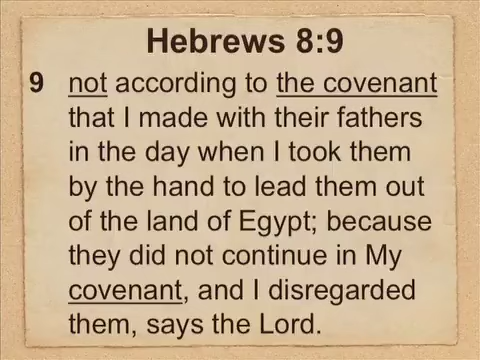 Hebrews 8:9
9 not according to the covenant
that I made with their fathers
in the day when I took them
by the hand to lead them out
of the land of Egypt; because
they did not continue in My
covenant, and I disregarded
them, says the Lord.